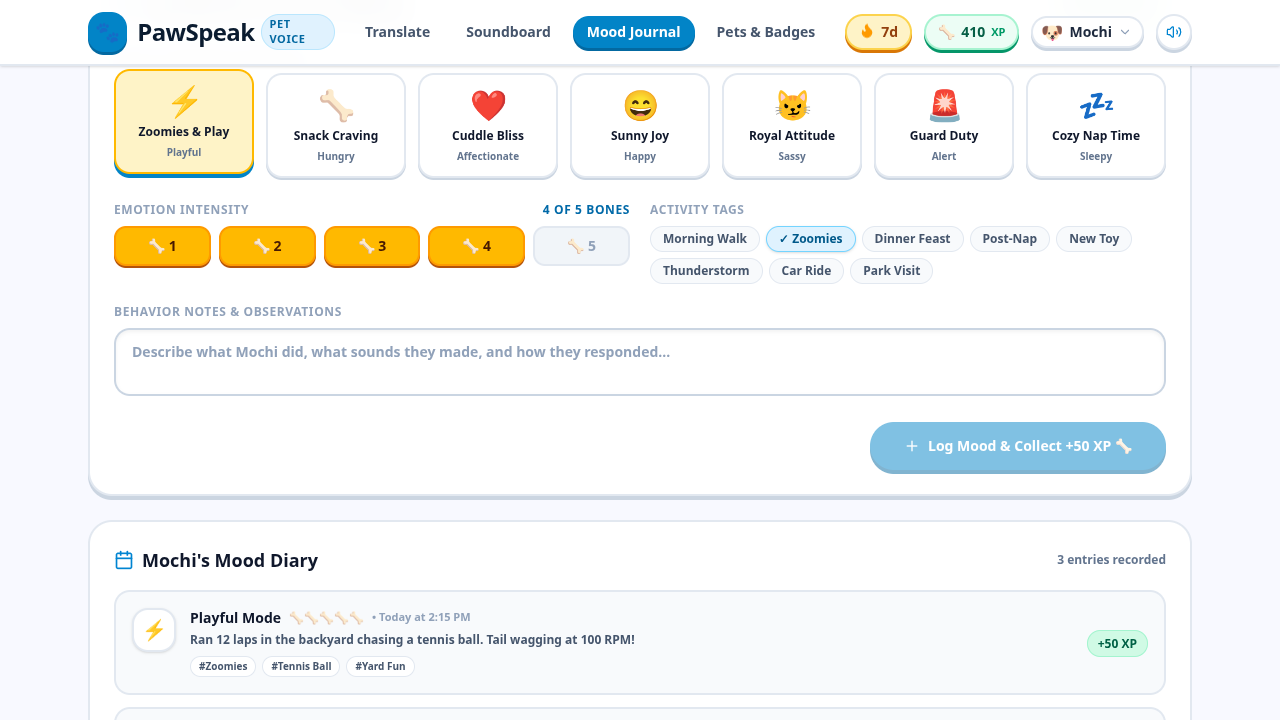 PawSpeak
PET VOICE
Translate
Soundboard
Mood Journal
Pets & Badges
7d
410 XP
Mochi
Zoomies & Play
Playful
Snack Craving
Hungry
Cuddle Bliss
Affectionate
Sunny Joy
Happy
Royal Attitude
Sassy
Guard Duty
Alert
Cozy Nap Time
Sleepy
EMOTION INTENSITY
4 OF 5 BONES
1
2
3
4
5
ACTIVITY TAGS
Morning Walk
✓ Zoomies
Dinner Feast
Post-Nap
New Toy
Thunderstorm
Car Ride
Park Visit
BEHAVIOR NOTES & OBSERVATIONS
Describe what Mochi did, what sounds they made, and how they responded...
Log Mood & Collect +50 XP
Mochi's Mood Diary
3 entries recorded
Playful Mode
• Today at 2:15 PM
Ran 12 laps in the backyard chasing a tennis ball. Tail wagging at 100 RPM!
#Zoomies
#Tennis Ball
#Yard Fun
+50 XP